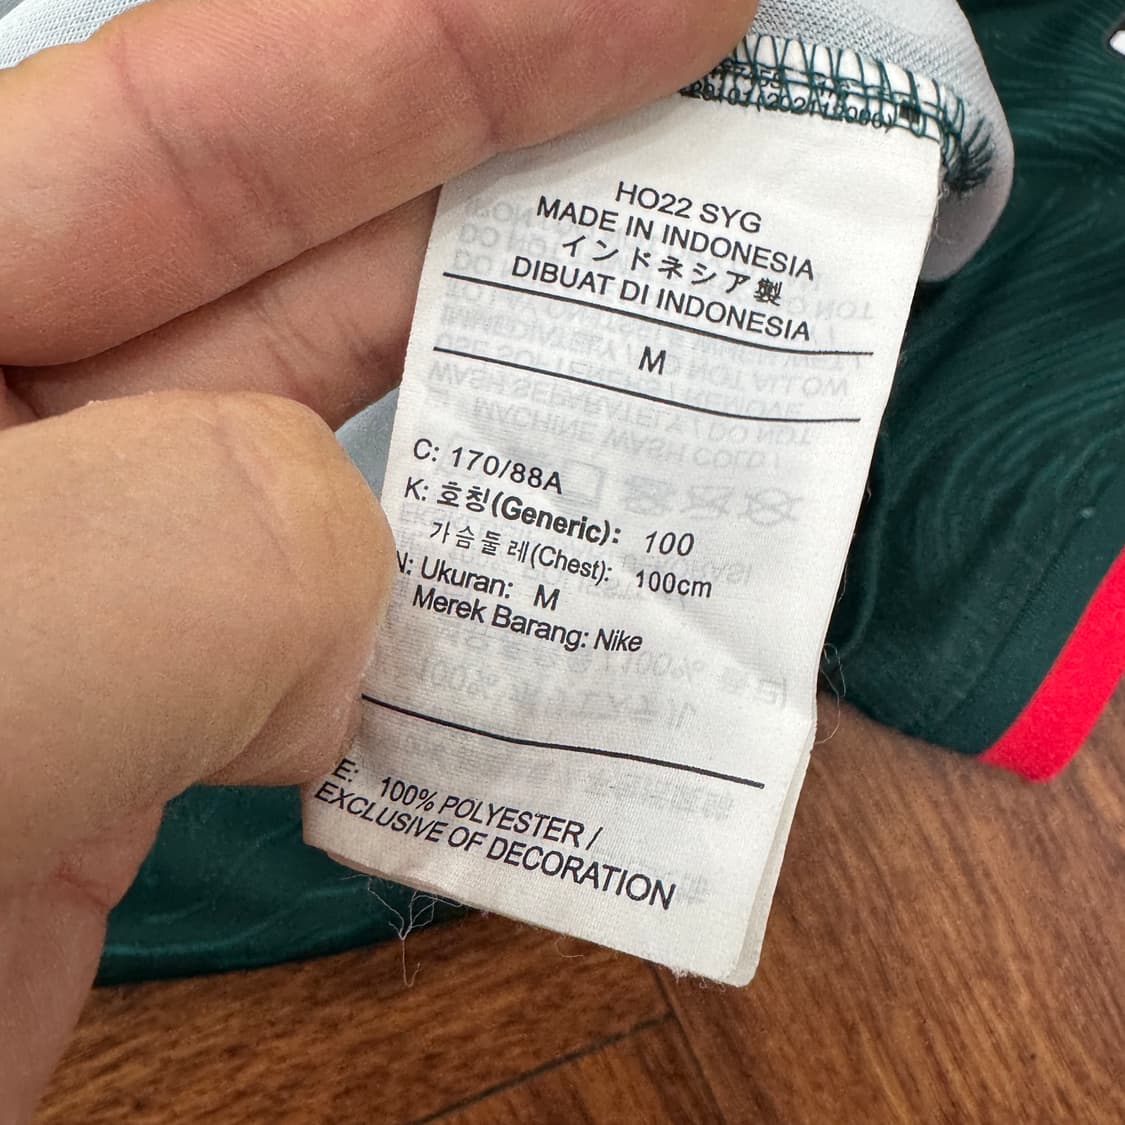 HO22 SYG
MADE IN INDONESIA
インドネシア製
DIBUAT DI INDONESIA
M
C: 170/88A
K: 호칭(Generic): 100
가슴둘레(Chest): 100cm
N: Ukuran: M
Merek Barang: Nike
E: 100% POLYESTER /
EXCLUSIVE OF DECORATION